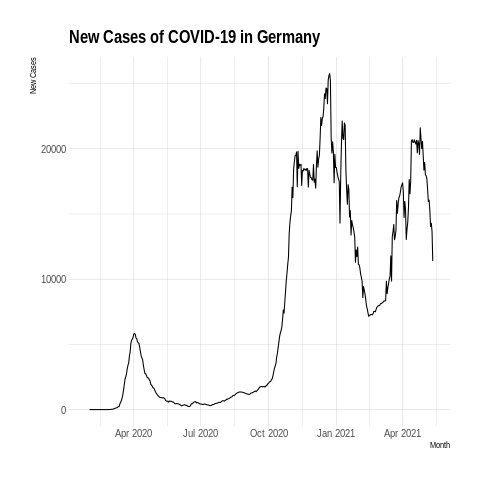 New Cases of COVID-19 in Germany
New Cases
20000
10000
0
Apr 2020 Jul 2020 Oct 2020 Jan 2021 Apr 2021
Month